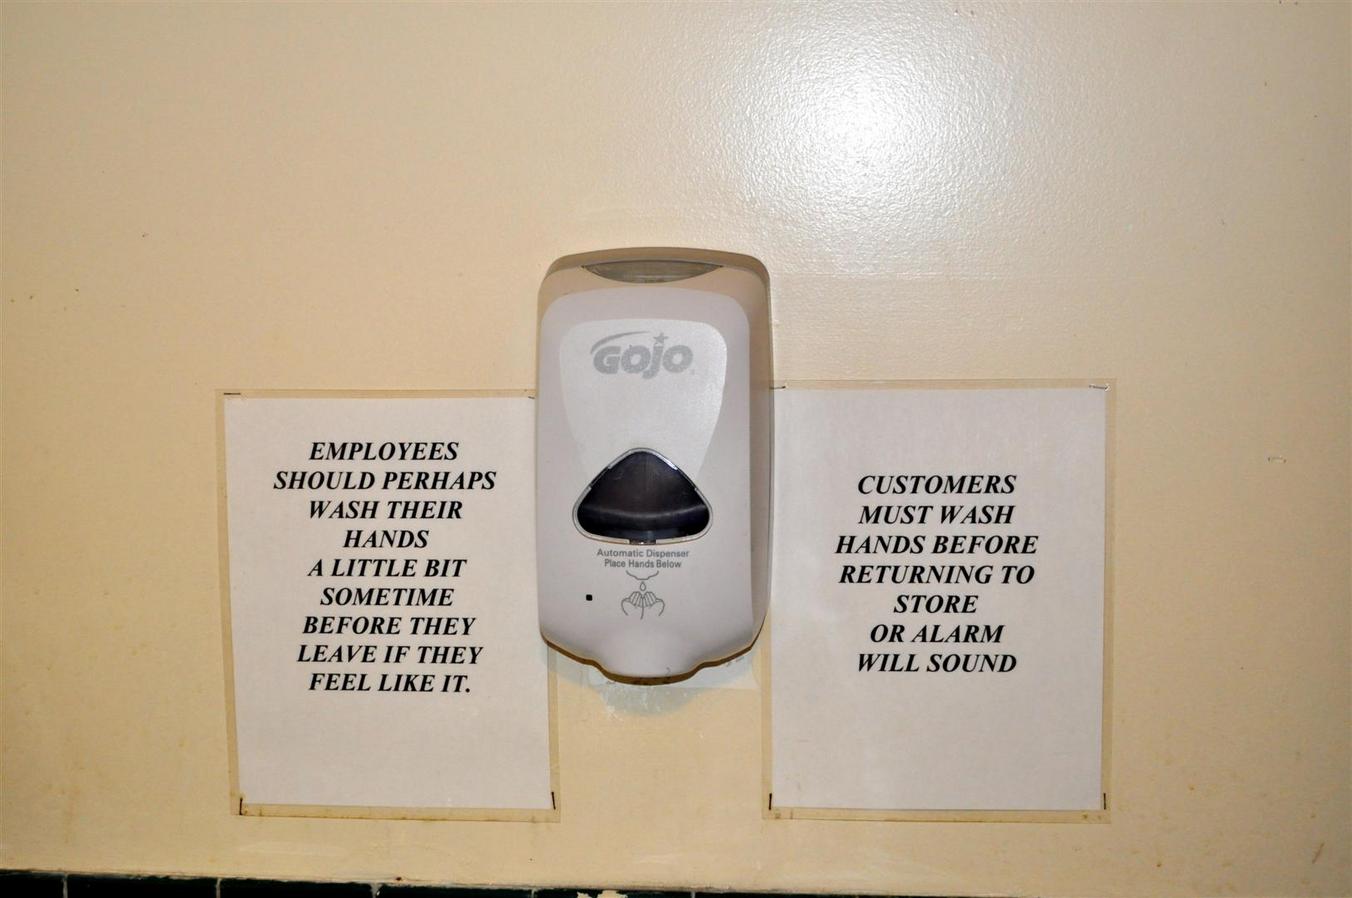 EMPLOYEES
SHOULD PERHAPS
WASH THEIR
HANDS
A LITTLE BIT
SOMETIME
BEFORE THEY
LEAVE IF THEY
FEEL LIKE IT.
GOJO
Automatic Dispenser
Place Hands Below
CUSTOMERS
MUST WASH
HANDS BEFORE
RETURNING TO
STORE
OR ALARM
WILL SOUND